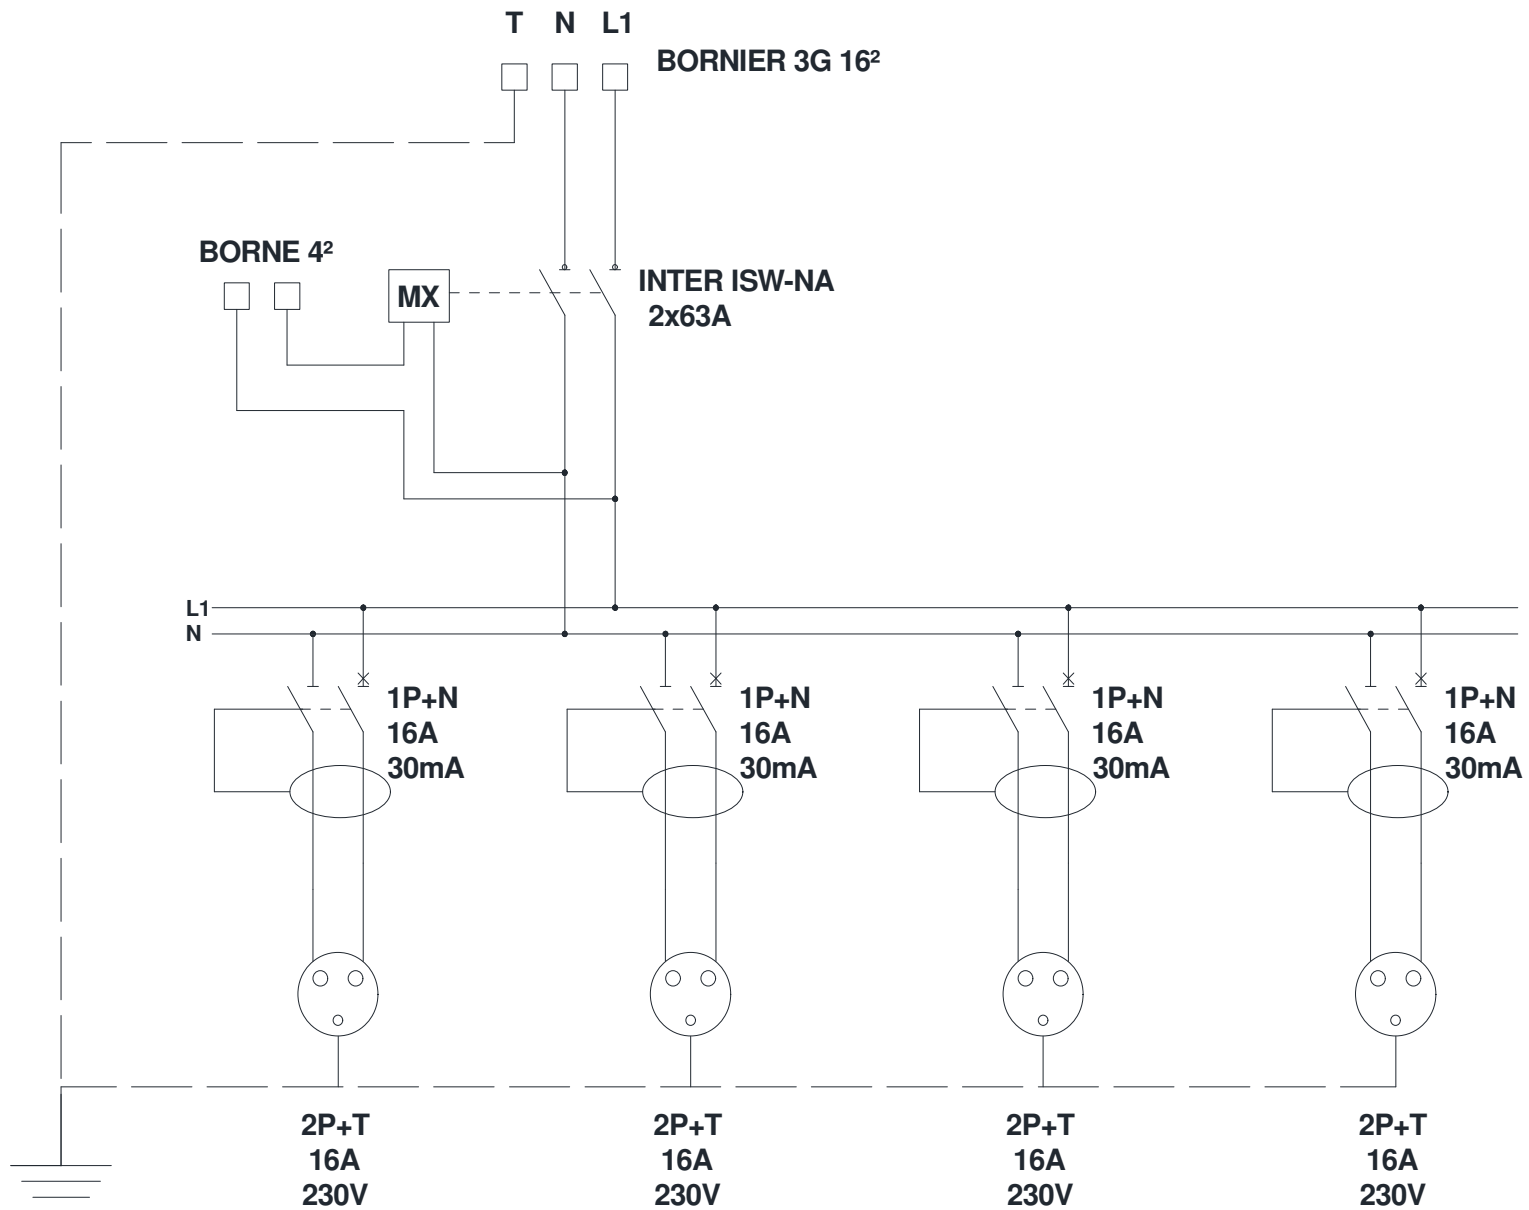 T N L1
BORNIER 3G 16²
BORNE 4²
MX
INTER ISW-NA
2x63A
L1
N
1P+N
16A
30mA
1P+N
16A
30mA
1P+N
16A
30mA
1P+N
16A
30mA
2P+T
16A
230V
2P+T
16A
230V
2P+T
16A
230V
2P+T
16A
230V